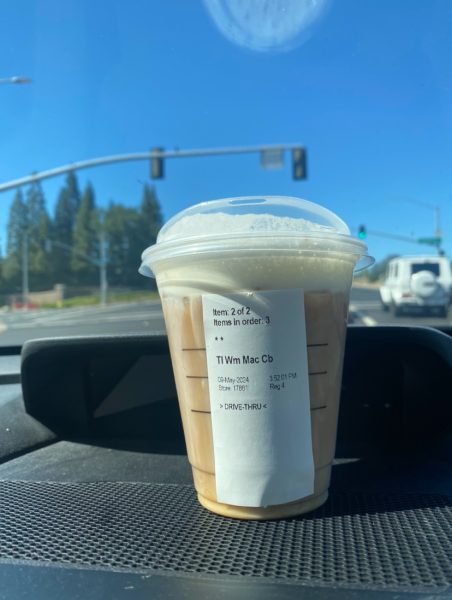 Item: 2 of 2
Items in order: 3
**
Tl Wm Mac Cb
09-May-2024 3:52:01 PM
Store: 17861 Reg 4
> DRIVE-THRU <